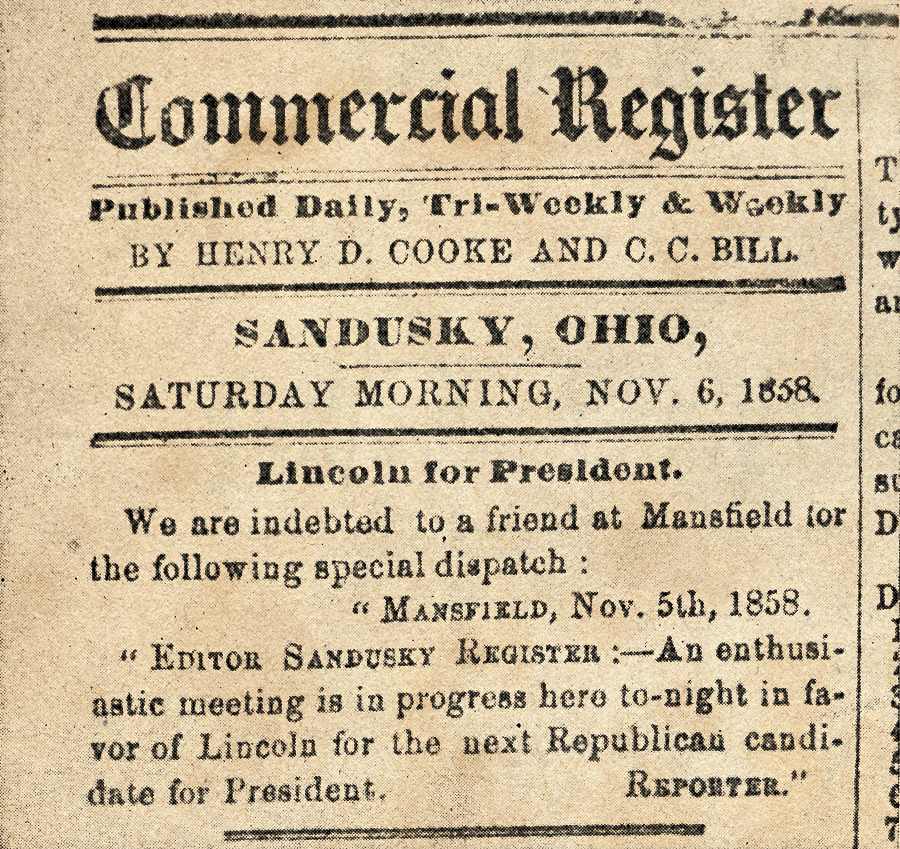 Commercial Register
Published Daily, Tri-Weekly & Weekly
BY HENRY D. COOKE AND C. C. BILL.
SANDUSKY, OHIO,
SATURDAY MORNING, NOV. 6, 1858.
Lincoln for President.
We are indebted to a friend at Mansfield for
the following special dispatch :
“ MANSFIELD, Nov. 5th, 1858.
“ EDITOR SANDUSKY REGISTER :—An enthusi-
astic meeting is in progress here to-night in fa-
vor of Lincoln for the next Republican candi-
date for President. REPORTER.”